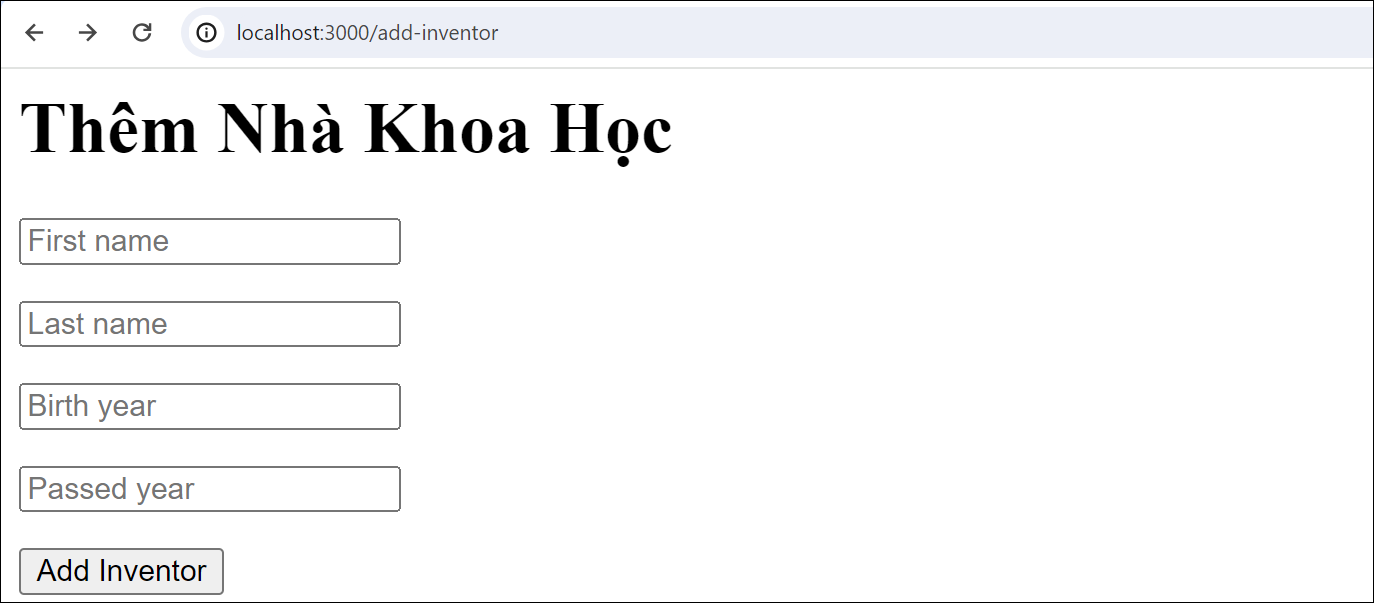 localhost:3000/add-inventor
Thêm Nhà Khoa Học
First name
Last name
Birth year
Passed year
Add Inventor